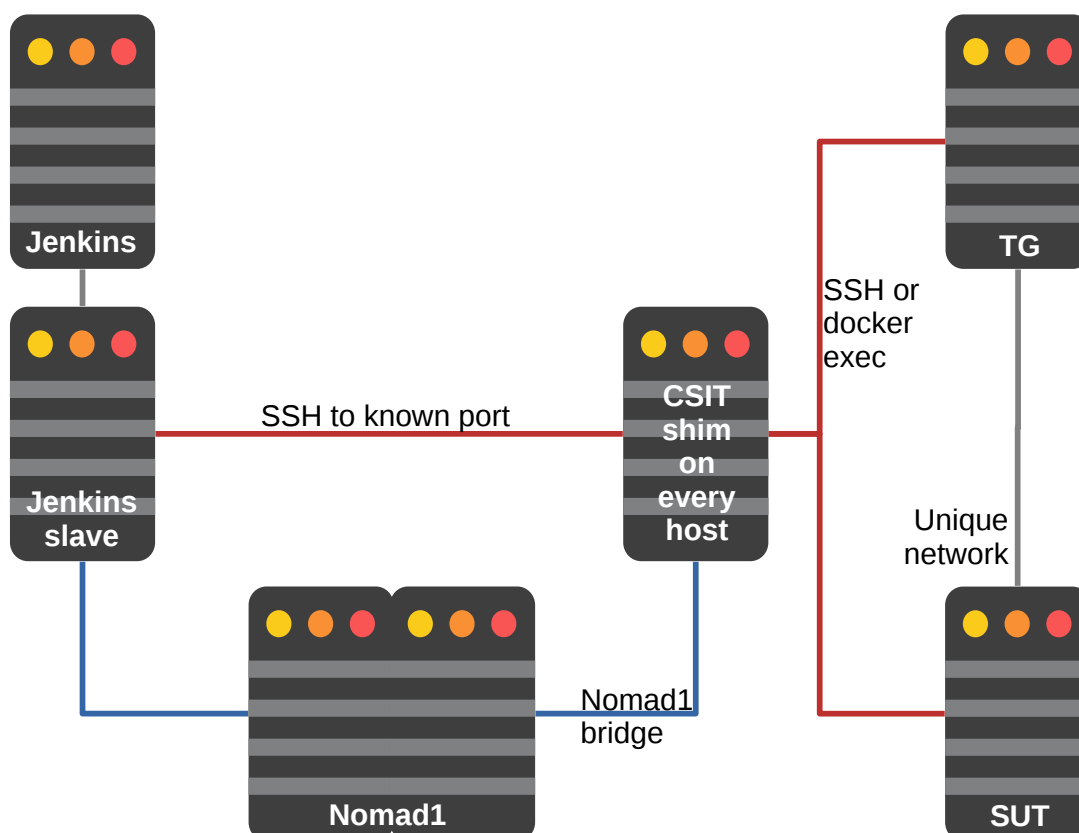 Jenkins
TG
SSH or
docker
exec
CSIT
shim
on
every
host
SSH to known port
Jenkins
slave
Unique
network
Nomad1
bridge
Nomad1
SUT